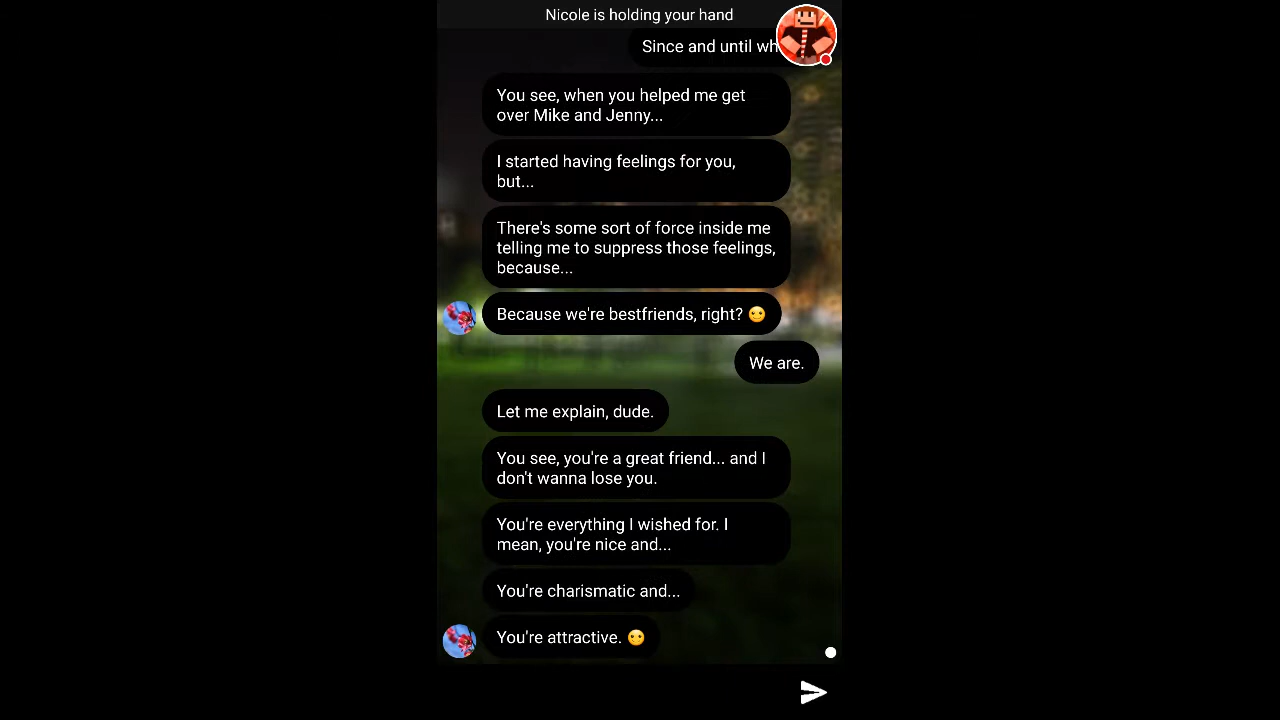 Nicole is holding your hand
Since and until wh
You see, when you helped me get
over Mike and Jenny...
I started having feelings for you,
but...
There's some sort of force inside me
telling me to suppress those feelings,
because...
Because we're bestfriends, right? 🙂
We are.
Let me explain, dude.
You see, you're a great friend... and I
don't wanna lose you.
You're everything I wished for. I
mean, you're nice and...
You're charismatic and...
You're attractive. 🙂